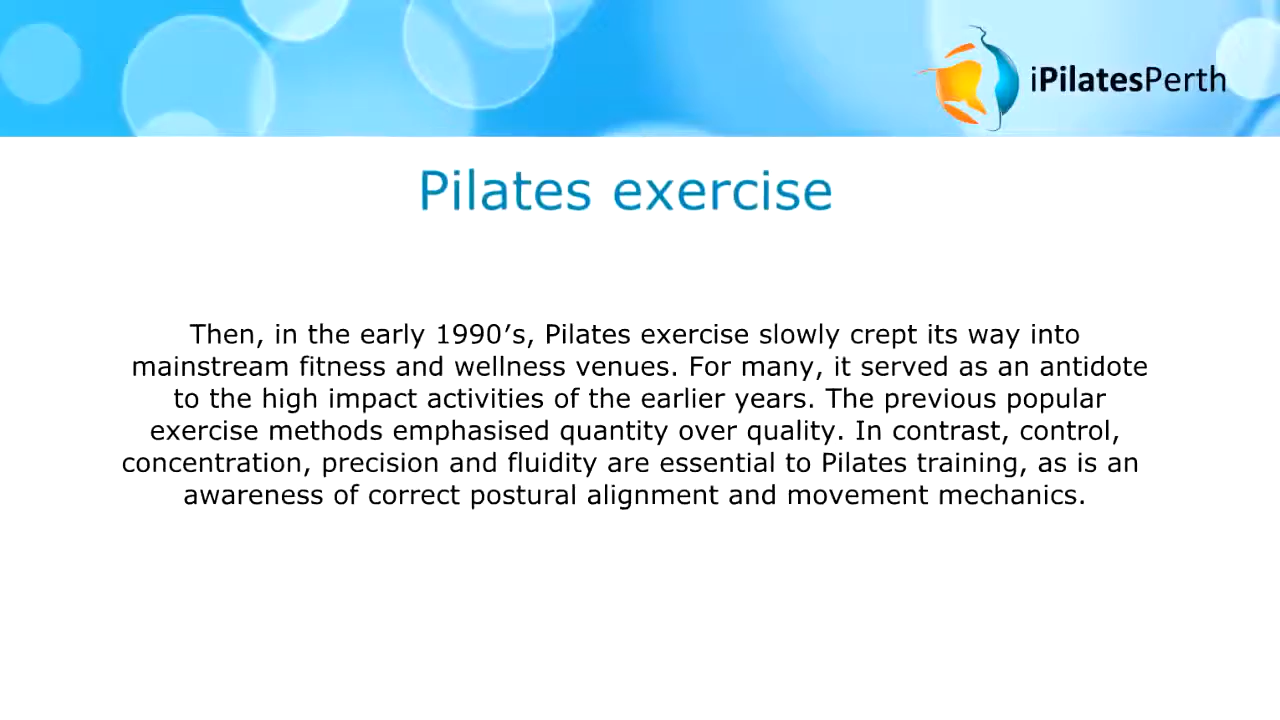 iPilatesPerth
Pilates exercise
Then, in the early 1990′s, Pilates exercise slowly crept its way into
mainstream fitness and wellness venues. For many, it served as an antidote
to the high impact activities of the earlier years. The previous popular
exercise methods emphasised quantity over quality. In contrast, control,
concentration, precision and fluidity are essential to Pilates training, as is an
awareness of correct postural alignment and movement mechanics.